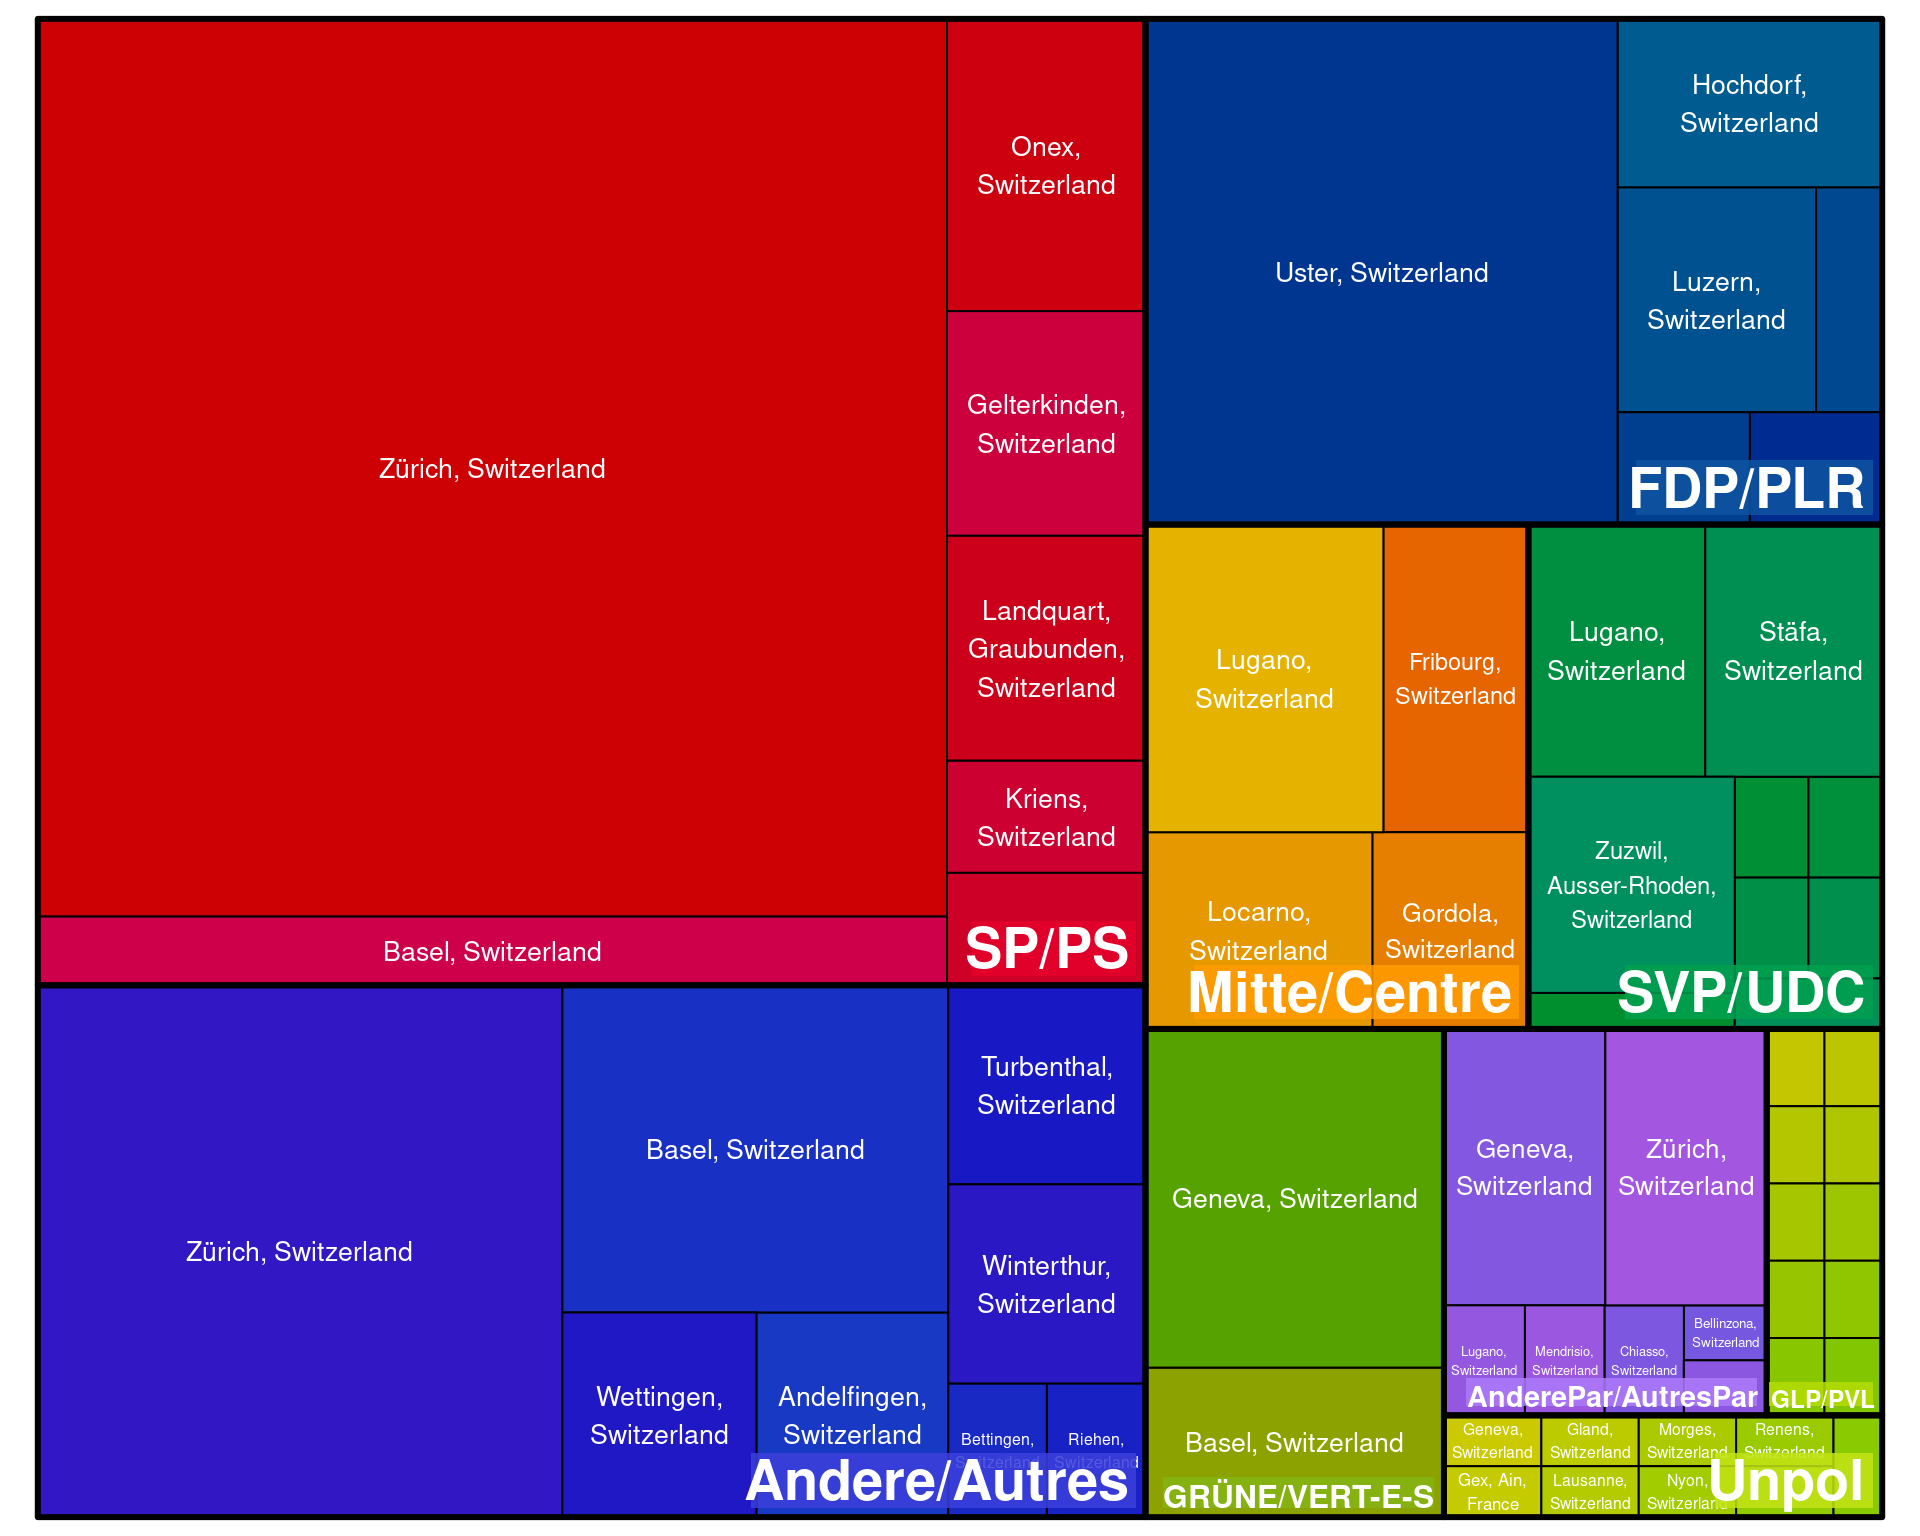 Zürich, Switzerland
Basel, Switzerland
Onex,
Switzerland
Gelterkinden,
Switzerland
Landquart,
Graubunden,
Switzerland
Kriens,
Switzerland
SP/PS
Uster, Switzerland
Hochdorf,
Switzerland
Luzern,
Switzerland
FDP/PLR
Lugano,
Switzerland
Fribourg,
Switzerland
Locarno,
Switzerland
Gordola,
Switzerland
Mitte/Centre
Lugano,
Switzerland
Stäfa,
Switzerland
Zuzwil,
Ausser-Rhoden,
Switzerland
SVP/UDC
Zürich, Switzerland
Basel, Switzerland
Wettingen,
Switzerland
Andelfingen,
Switzerland
Turbenthal,
Switzerland
Winterthur,
Switzerland
Bettingen,
Switzerland
Riehen,
Switzerland
Andere/Autres
Geneva, Switzerland
Basel, Switzerland
GRÜNE/VERT-E-S
Geneva,
Switzerland
Zürich,
Switzerland
Lugano,
Switzerland
Mendrisio,
Switzerland
Chiasso,
Switzerland
Bellinzona,
Switzerland
AnderePar/AutresPar
GLP/PVL
Geneva,
Switzerland
Gland,
Switzerland
Morges,
Switzerland
Renens,
Switzerland
Gex, Ain,
France
Lausanne,
Switzerland
Nyon,
Switzerland
Unpol